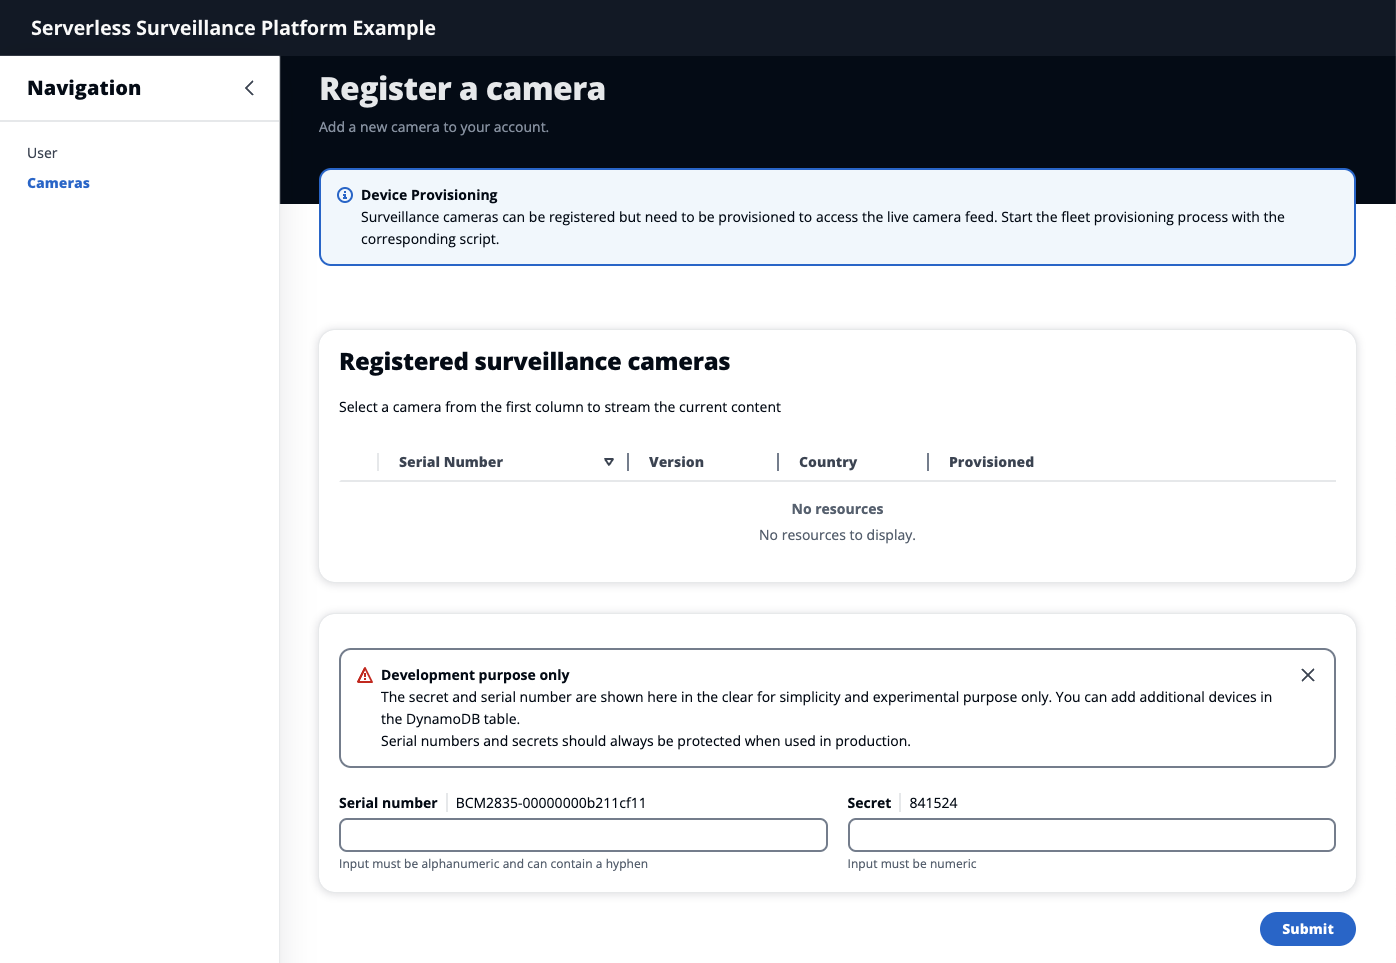 Serverless Surveillance Platform Example
Navigation
User
Cameras
Register a camera
Add a new camera to your account.
Device Provisioning
Surveillance cameras can be registered but need to be provisioned to access the live camera feed. Start the fleet provisioning process with the
corresponding script.
Registered surveillance cameras
Select a camera from the first column to stream the current content
Serial Number Version Country Provisioned
No resources
No resources to display.
Development purpose only
The secret and serial number are shown here in the clear for simplicity and experimental purpose only. You can add additional devices in
the DynamoDB table.
Serial numbers and secrets should always be protected when used in production.
Serial number BCM2835-00000000b211cf11
Input must be alphanumeric and can contain a hyphen
Secret 841524
Input must be numeric
Submit